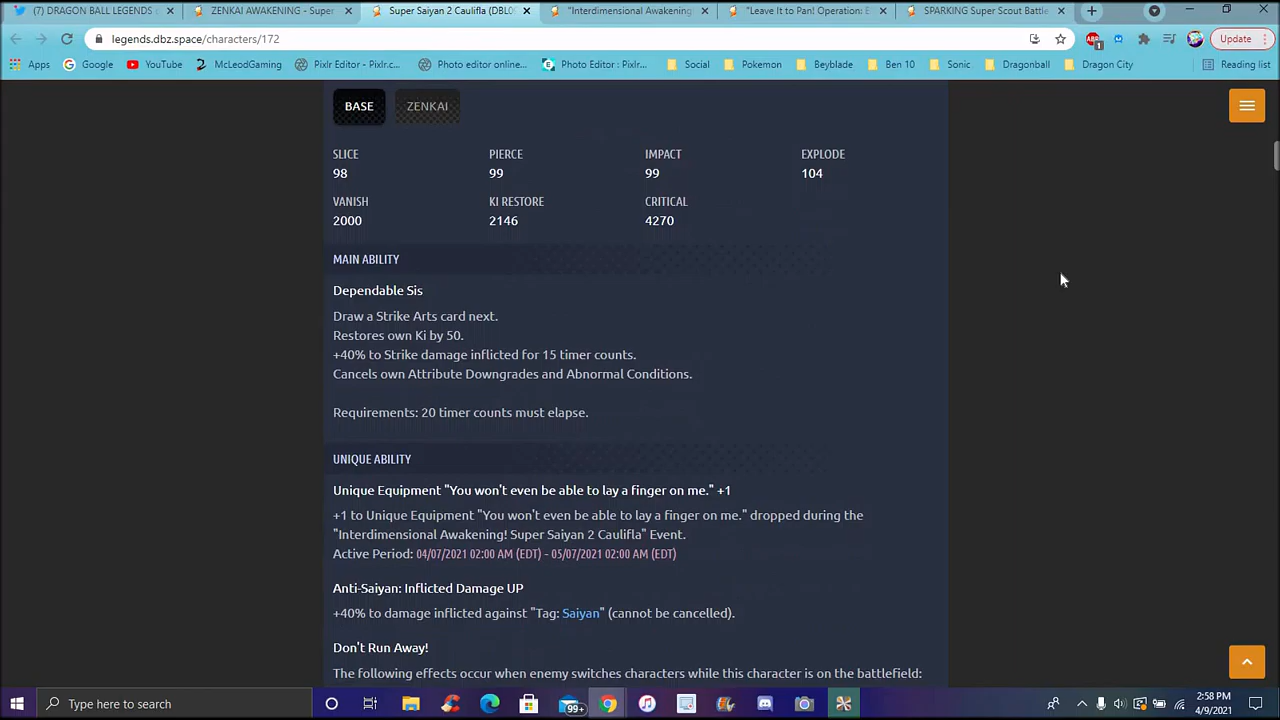 (7) DRAGON BALL LEGENDS
ZENKAI AWAKENING - Super
Super Saiyan 2 Caulifla (DBL0
"Interdimensional Awakening!
"Leave It to Pan! Operation: E
SPARKING Super Scout Battle
legends.dbz.space/characters/172
ABP
1
Update
Apps
Google
YouTube
McLeodGaming
Pixlr Editor - Pixlr.c...
Photo editor online...
Photo Editor : Pixlr...
Social
Pokemon
Beyblade
Ben 10
Sonic
Dragonball
Dragon City
Reading list
BASE
ZENKAI
SLICE PIERCE IMPACT EXPLODE
98 99 99 104
VANISH KI RESTORE CRITICAL
2000 2146 4270
MAIN ABILITY
Dependable Sis
Draw a Strike Arts card next.
Restores own Ki by 50.
+40% to Strike damage inflicted for 15 timer counts.
Cancels own Attribute Downgrades and Abnormal Conditions.
Requirements: 20 timer counts must elapse.
UNIQUE ABILITY
Unique Equipment "You won't even be able to lay a finger on me." +1
+1 to Unique Equipment "You won't even be able to lay a finger on me." dropped during the
"Interdimensional Awakening! Super Saiyan 2 Caulifla" Event.
Active Period: 04/07/2021 02:00 AM (EDT) - 05/07/2021 02:00 AM (EDT)
Anti-Saiyan: Inflicted Damage UP
+40% to damage inflicted against "Tag: Saiyan" (cannot be cancelled).
Don't Run Away!
The following effects occur when enemy switches characters while this character is on the battlefield:
Type here to search
99+
2:58 PM
4/9/2021